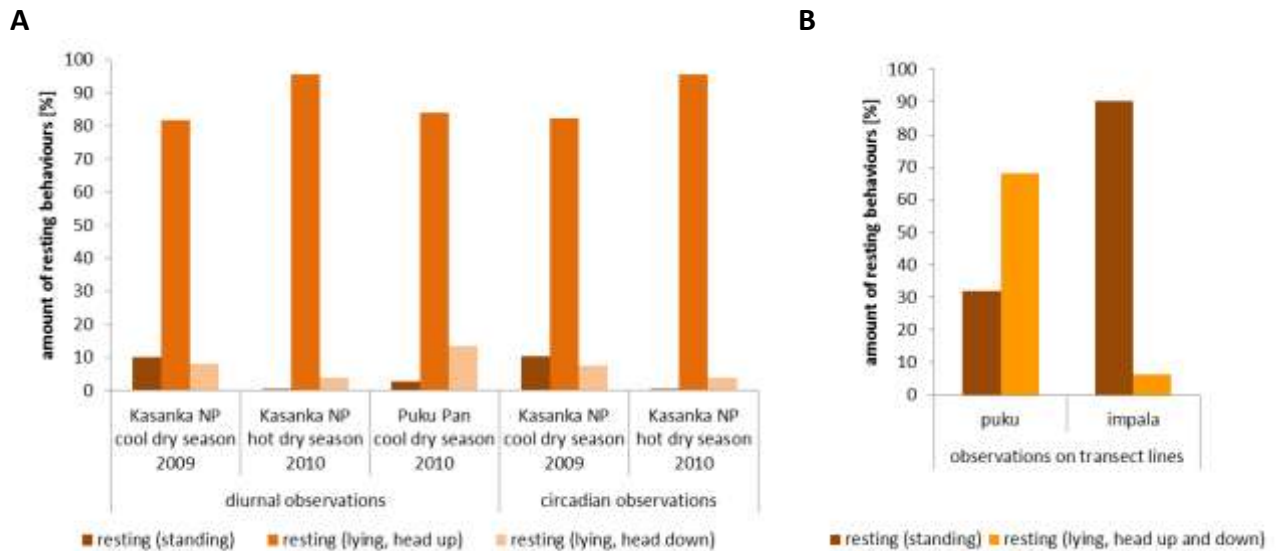 A
B
amount of resting behaviours [%]
100
90
80
70
60
50
40
30
20
10
0
Kasanka NP Kasanka NP Puku Pan Kasanka NP Kasanka NP
cool dry season hot dry season cool dry season cool dry season hot dry season
2009 2010 2010 2009 2010
diurnal observations circadian observations
resting (standing) resting (lying, head up) resting (lying, head down)
amount of resting behaviours [%]
100
90
80
70
60
50
40
30
20
10
0
puku impala
observations on transect lines
resting (standing) resting (lying, head up and down)